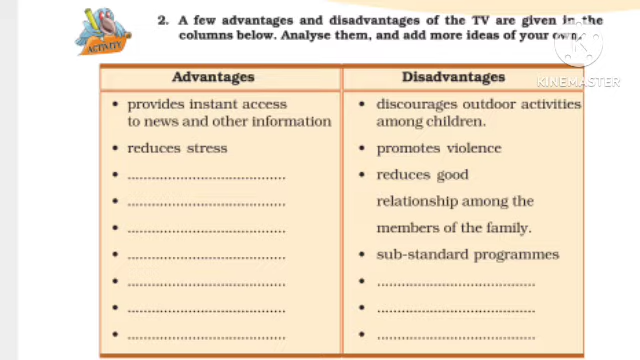 2. A few advantages and disadvantages of the TV are given in the
columns below. Analyse them, and add more ideas of your own.
ACTIVITY
KINEMASTER
Advantages
Disadvantages
• provides instant access
to news and other information
• reduces stress
• ........................................
• ........................................
• ........................................
• ........................................
• ........................................
• ........................................
• ........................................
• discourages outdoor activities
among children.
• promotes violence
• reduces good
relationship among the
members of the family.
• sub-standard programmes
• ........................................
• ........................................
• ........................................